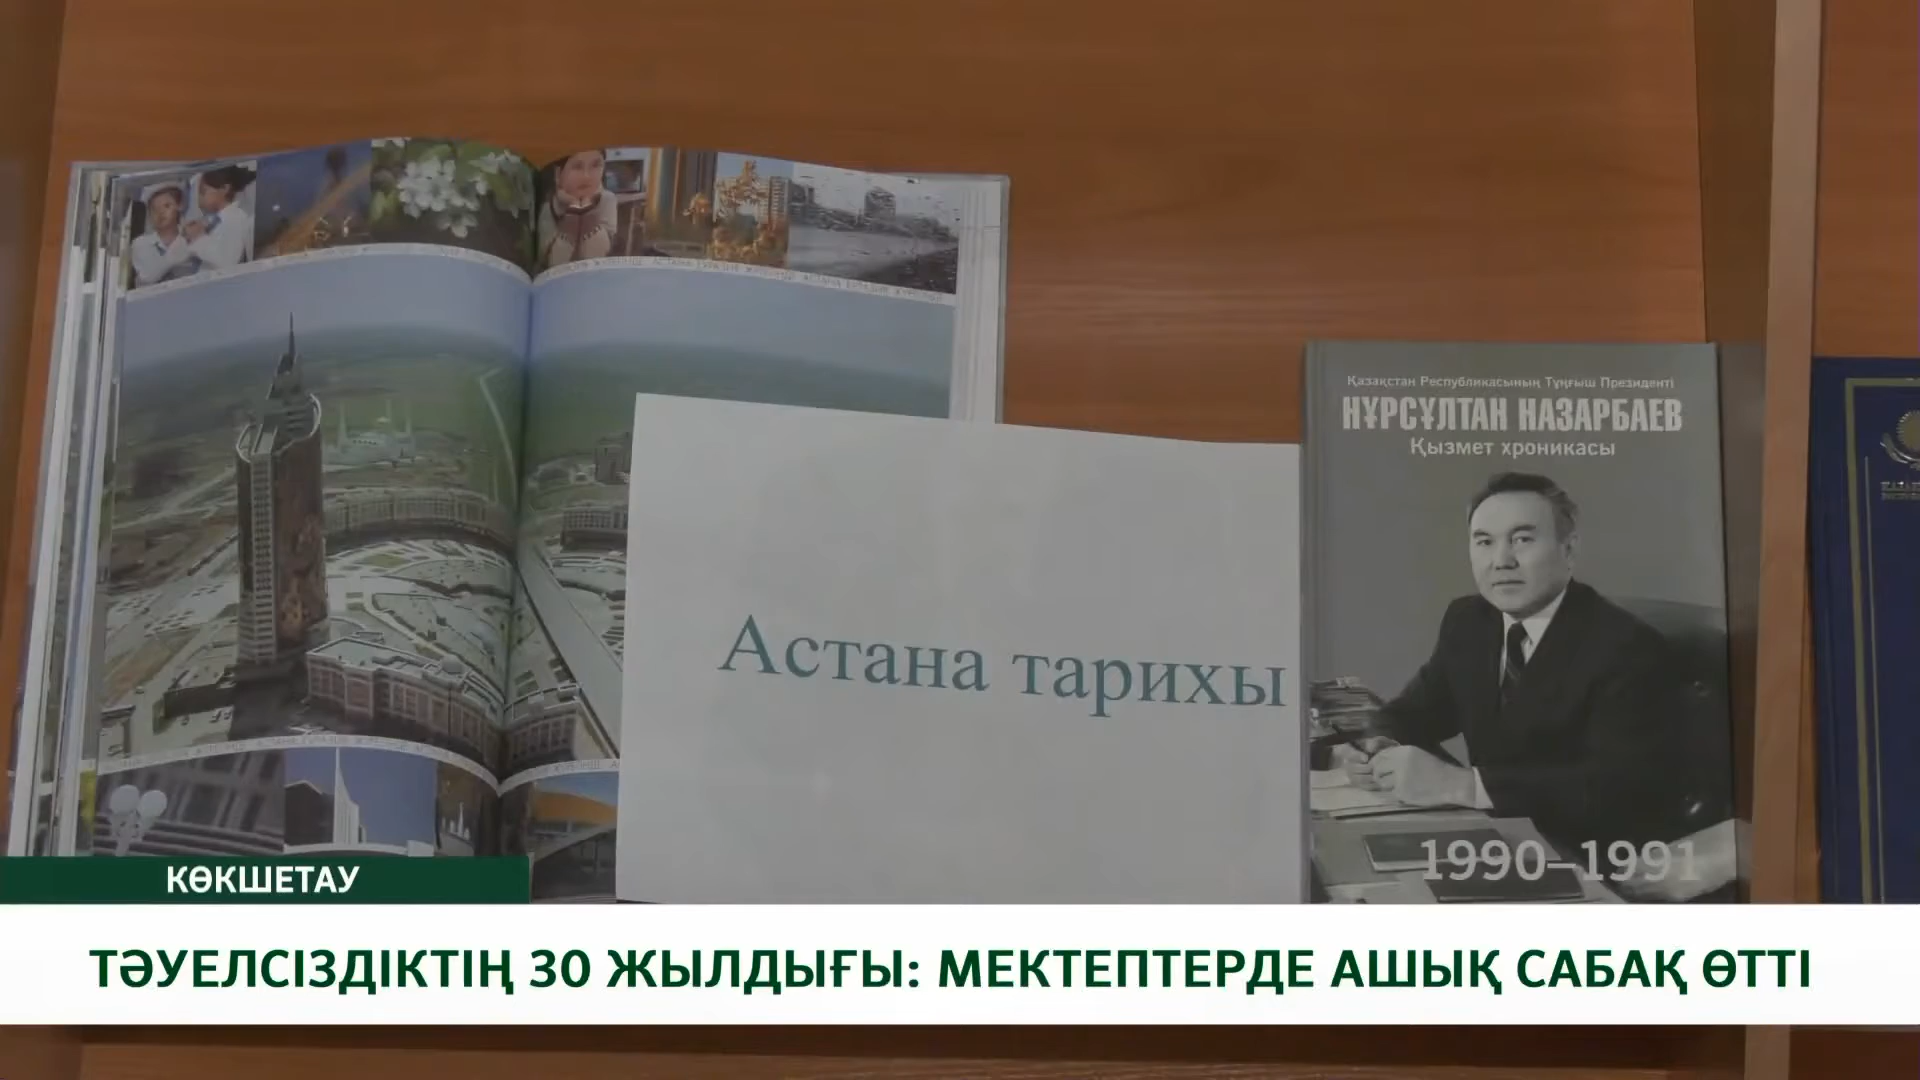 Қазақстан Республикасының Тұңғыш Президенті
НҰРСҰЛТАН НАЗАРБАЕВ
Қызмет хроникасы
Астана тарихы
1990–1991
КӨКШЕТАУ
ТӘУЕЛСІЗДІКТІҢ 30 ЖЫЛДЫҒЫ: МЕКТЕПТЕРДЕ АШЫҚ САБАҚ ӨТТІ